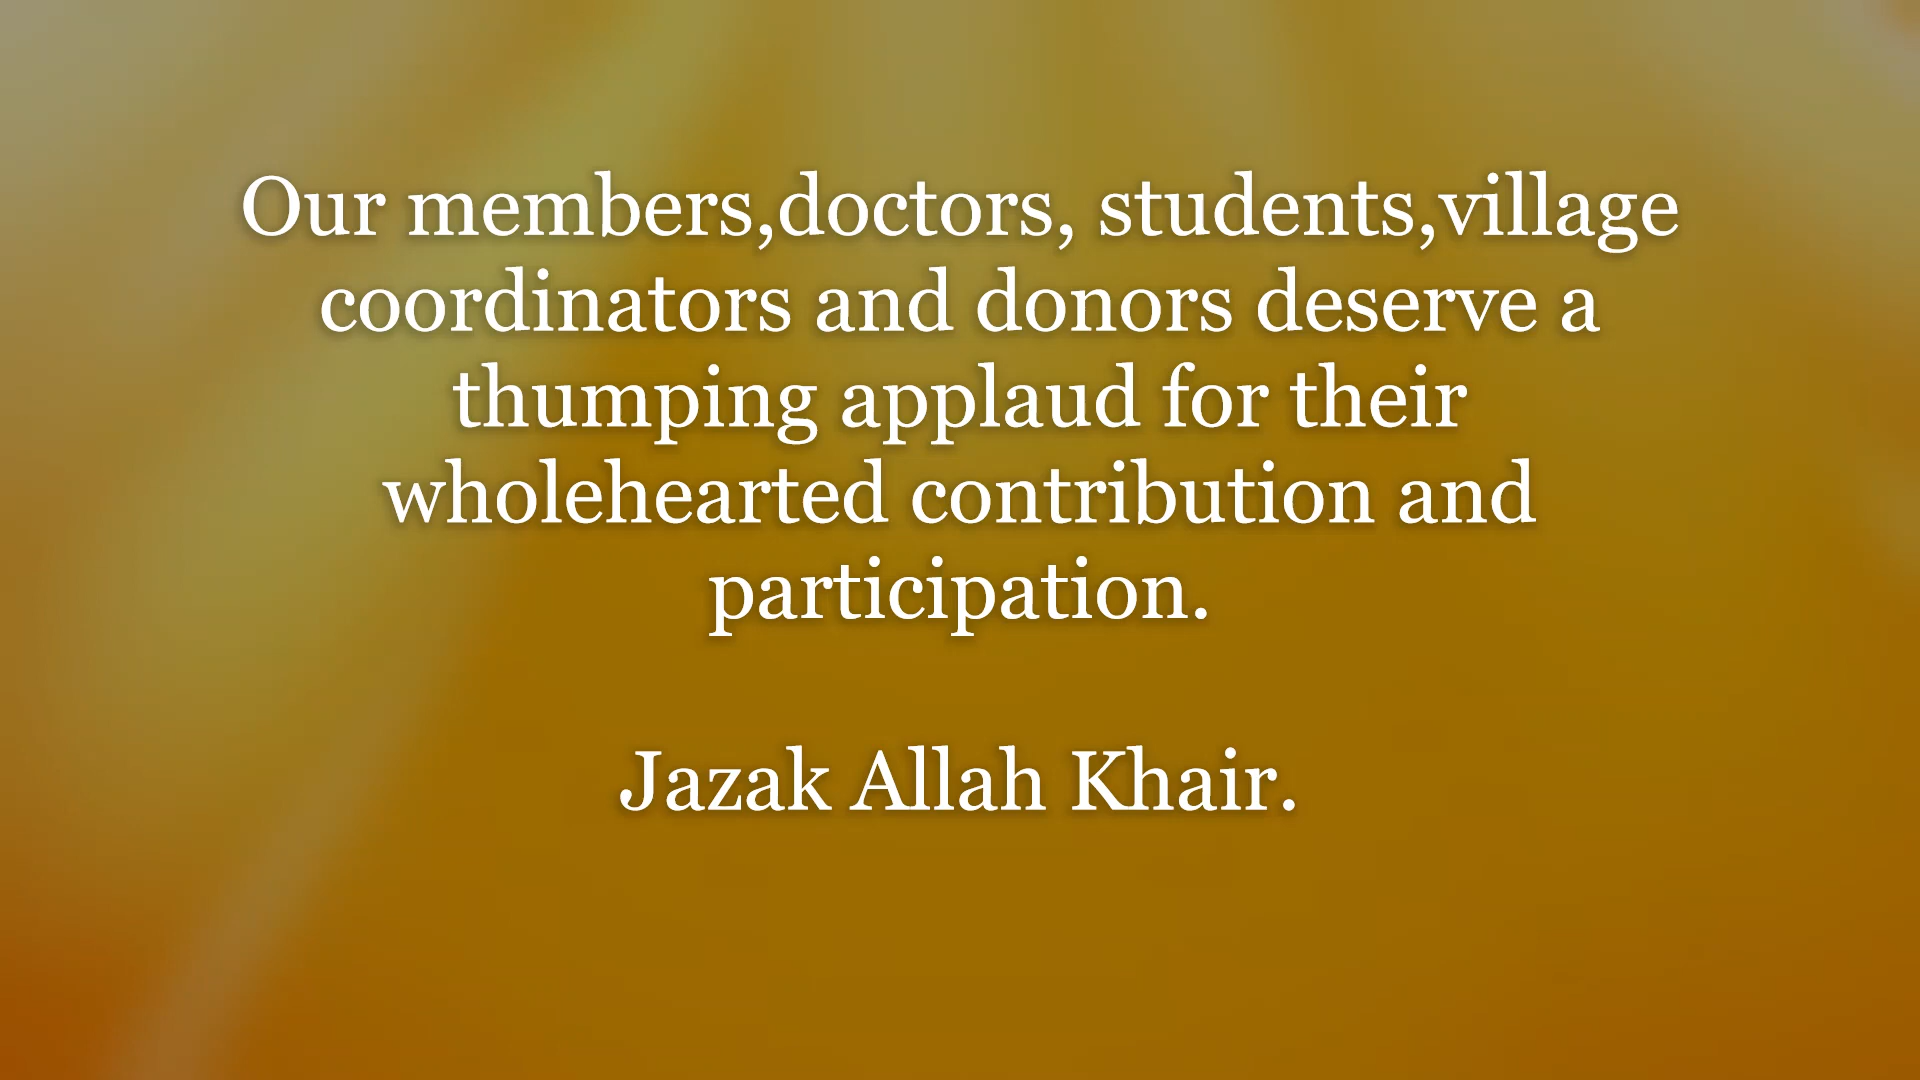 Our members,doctors, students,village
coordinators and donors deserve a
thumping applaud for their
wholehearted contribution and
participation.
Jazak Allah Khair.